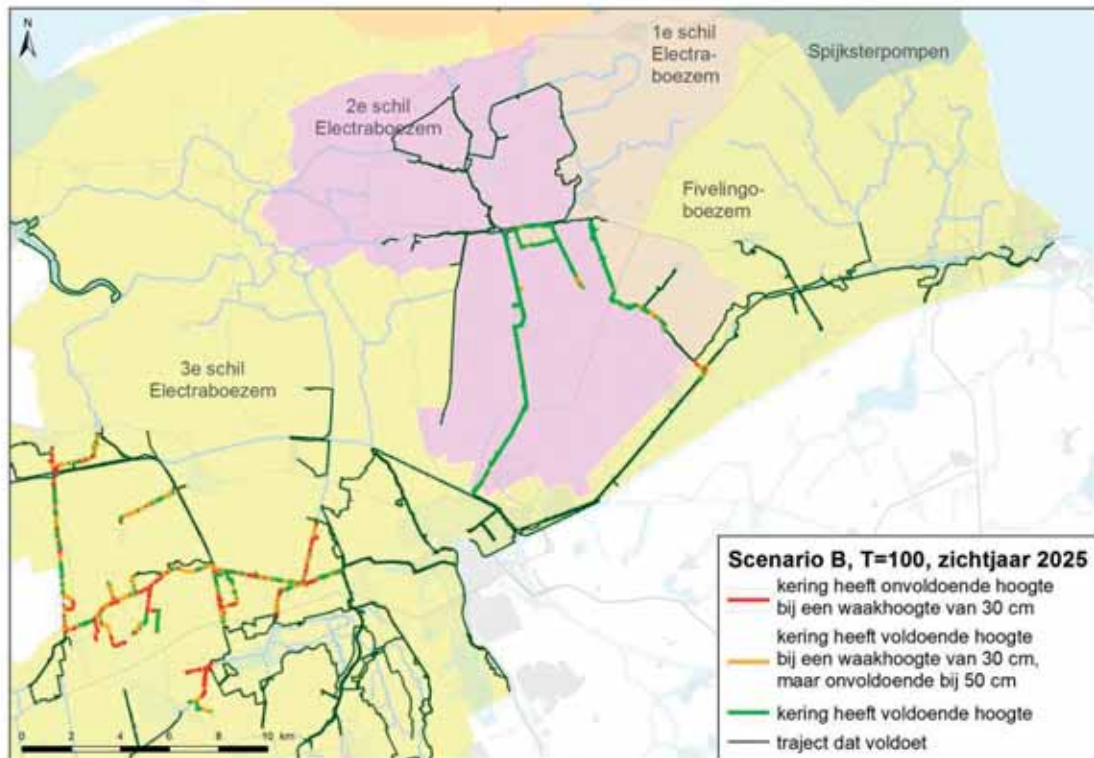 N
1e schil
Electra-
boezem
Spijksterpompen
2e schil
Electraboezem
Fivelingo-
boezem
3e schil
Electraboezem
Scenario B, T=100, zichtjaar 2025
kering heeft onvoldoende hoogte
bij een waakhoogte van 30 cm
kering heeft voldoende hoogte
bij een waakhoogte van 30 cm,
maar onvoldoende bij 50 cm
kering heeft voldoende hoogte
traject dat voldoet
0 2 4 6 8 10 km